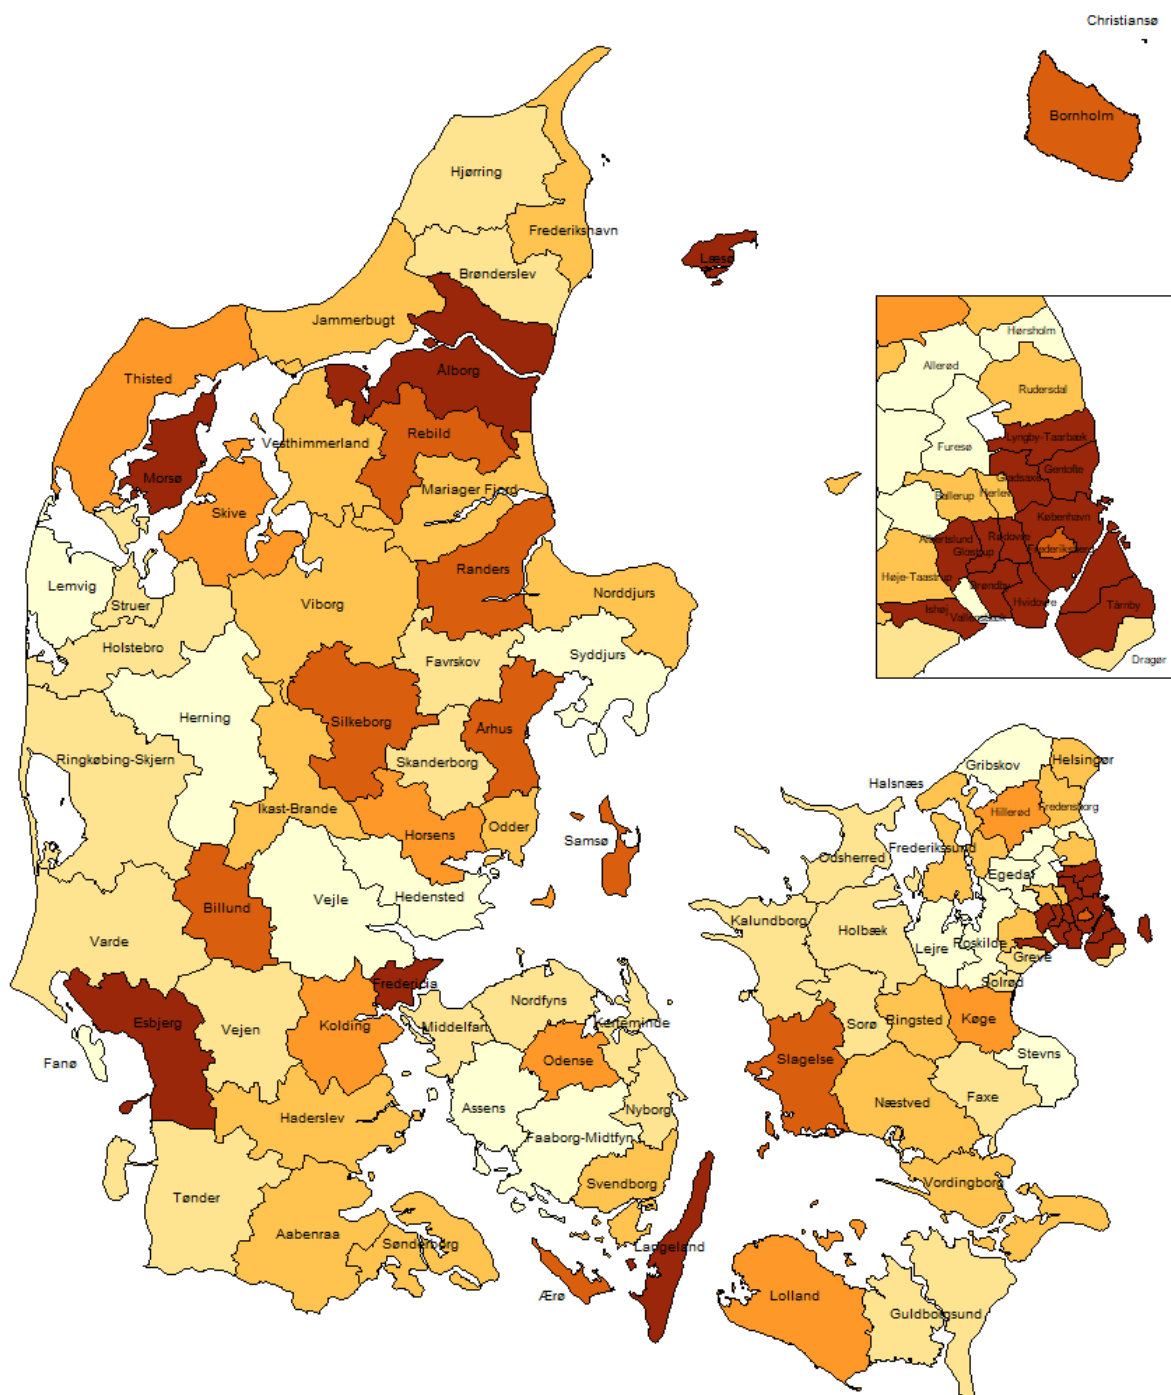 Christiansø
Bornholm
Hjørring
Frederikshavn
Læsø
Brønderslev
Jammerbugt
Ålborg
Thisted
Vesthimmerland
Rebild
Morsø
Mariager Fjord
Skive
Randers
Lemvig
Struer
Viborg
Norddjurs
Holstebro
Favrskov
Syddjurs
Herning
Silkeborg
Århus
Ringkøbing-Skjern
Skanderborg
Ikast-Brande
Horsens
Odder
Samsø
Billund
Vejle
Hedensted
Varde
Fredericia
Esbjerg
Vejen
Kolding
Middelfart
Nordfyns
Kerteminde
Fanø
Odense
Assens
Nyborg
Haderslev
Faaborg-Midtfyn
Svendborg
Tønder
Aabenraa
Sønderborg
Langeland
Ærø
Hørsholm
Allerød
Rudersdal
Furesø
Lyngby-Taarbæk
Gladsaxe
Gentofte
Ballerup
Herlev
København
Albertslund
Rødovre
Glostrup
Frederiksberg
Høje-Taastrup
Brøndby
Ishøj
Vallensbæk
Hvidovre
Tårnby
Dragør
Gribskov
Helsingør
Halsnæs
Hillerød
Fredensborg
Frederikssund
Odsherred
Egedal
Kalundborg
Holbæk
Lejre
Roskilde
Greve
Solrød
Sorø
Ringsted
Køge
Slagelse
Stevns
Næstved
Faxe
Vordingborg
Lolland
Guldborgsund